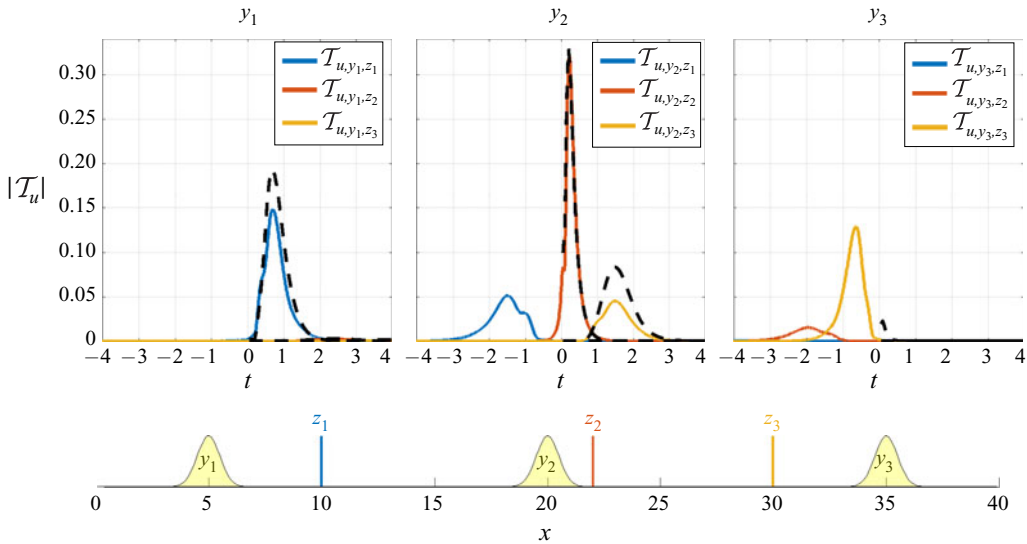 y₁ y₂ y₃
𝒯u,y₁,z₁
𝒯u,y₁,z₂
𝒯u,y₁,z₃
𝒯u,y₂,z₁
𝒯u,y₂,z₂
𝒯u,y₂,z₃
𝒯u,y₃,z₁
𝒯u,y₃,z₂
𝒯u,y₃,z₃
0.30
0.25
0.20
0.15
0.10
0.05
0
|𝒯u|
−4 −3 −2 −1 0 1 2 3 4
−4 −3 −2 −1 0 1 2 3 4
−4 −3 −2 −1 0 1 2 3 4
t t t
z₁ z₂ z₃
y₁ y₂ y₃
0 5 10 15 20 25 30 35 40
x